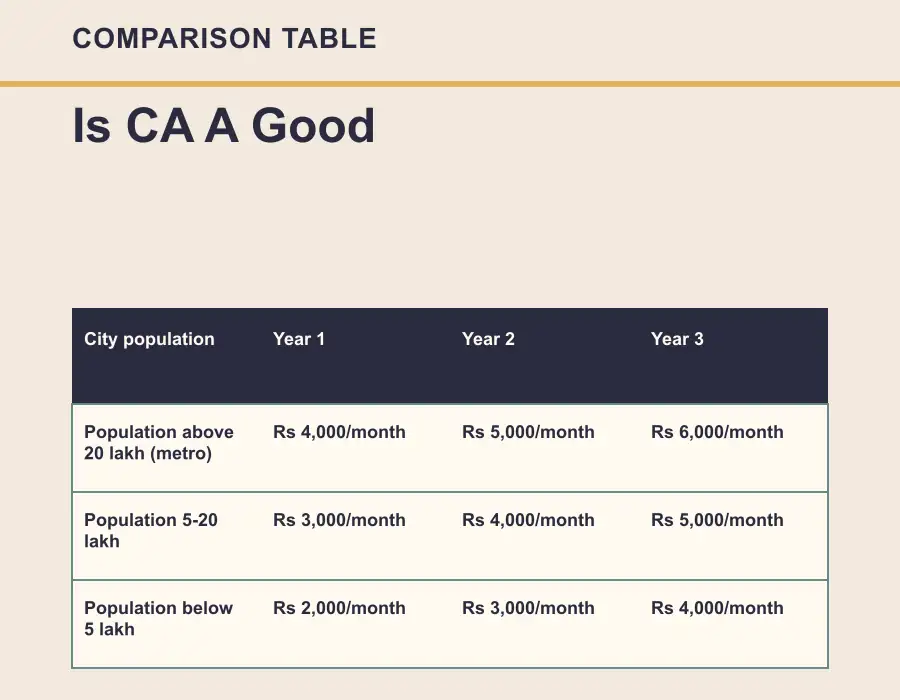 COMPARISON TABLE
Is CA A Good
City population Year 1 Year 2 Year 3
Population above Rs 4,000/month Rs 5,000/month Rs 6,000/month
20 lakh (metro)
Population 5-20 Rs 3,000/month Rs 4,000/month Rs 5,000/month
lakh
Population below Rs 2,000/month Rs 3,000/month Rs 4,000/month
5 lakh